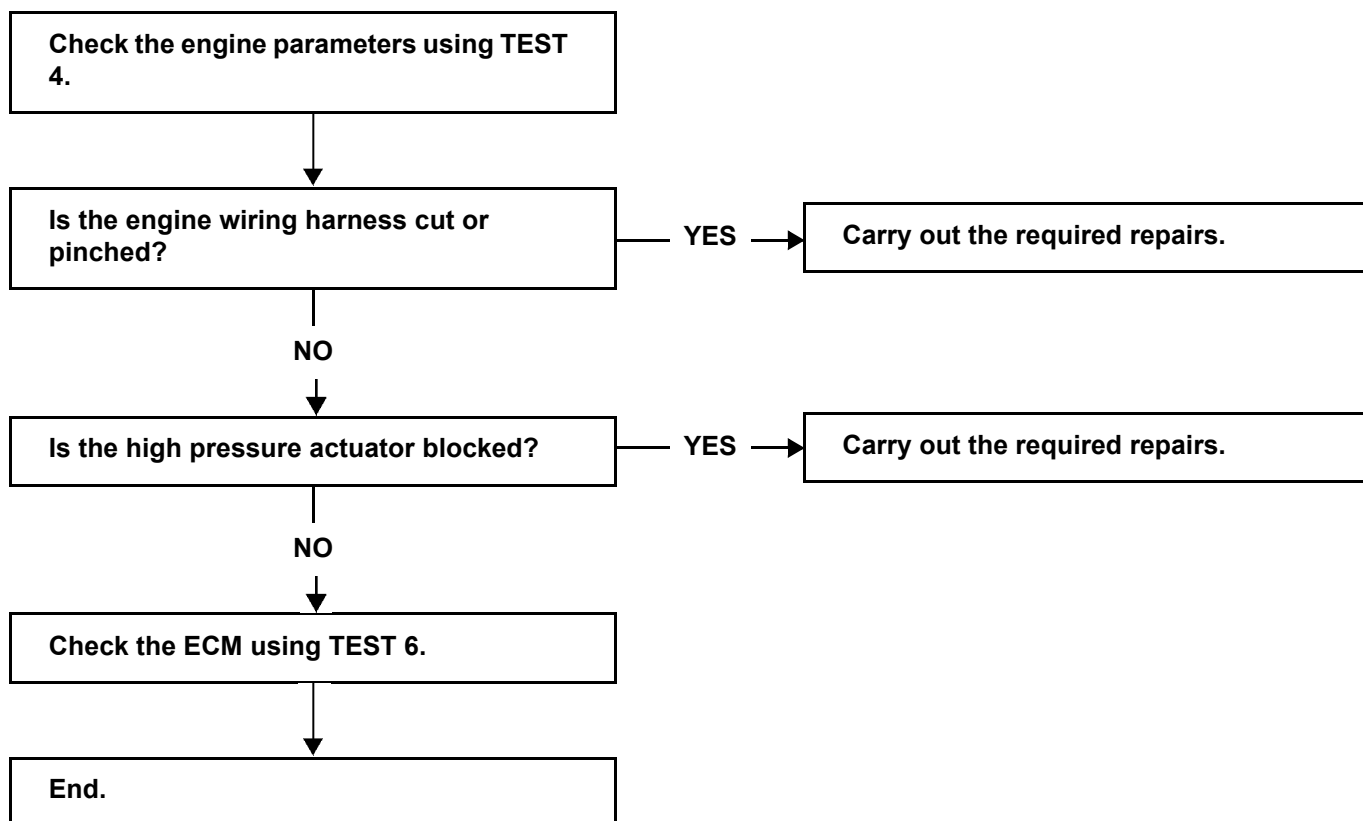 Check the engine parameters using TEST
4.
Is the engine wiring harness cut or
pinched?
YES
Carry out the required repairs.
NO
Is the high pressure actuator blocked?
YES
Carry out the required repairs.
NO
Check the ECM using TEST 6.
End.